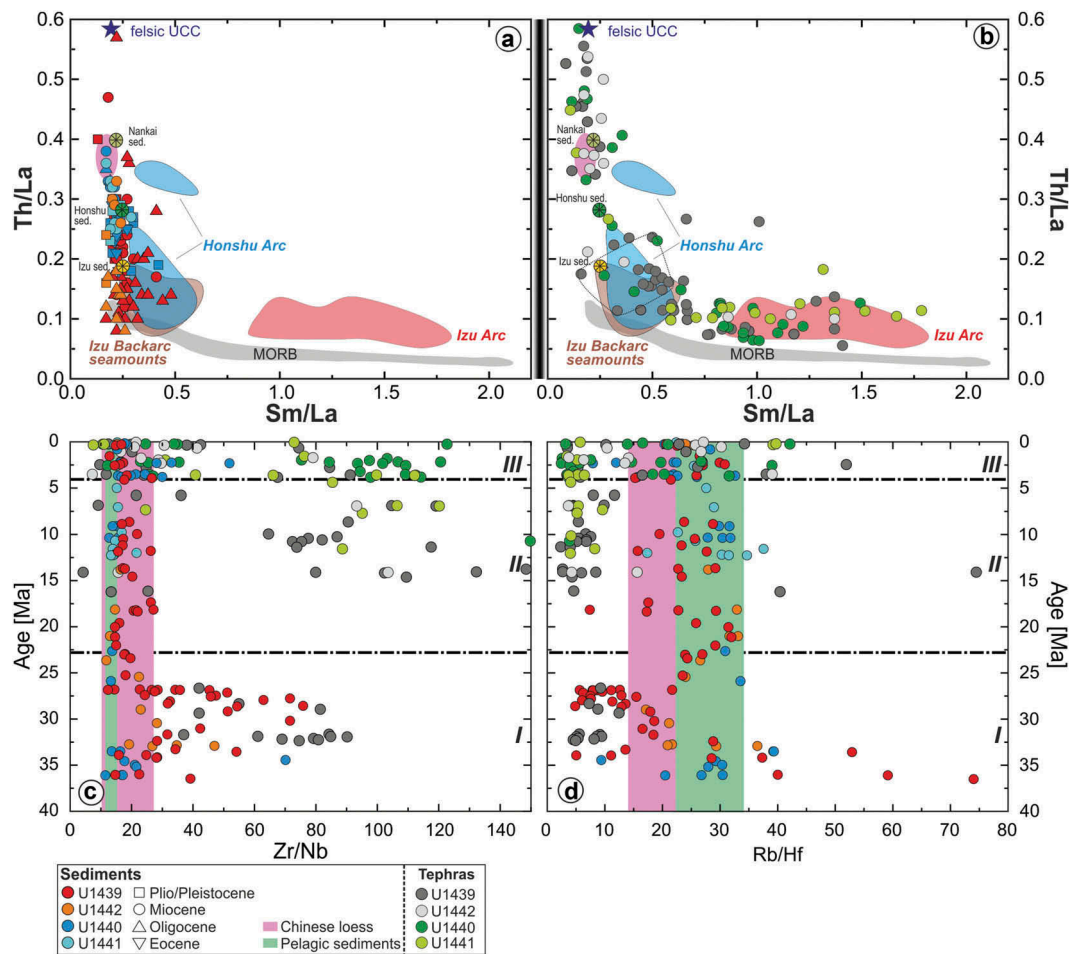 felsic UCC
a
Nankai sed.
Honshu sed.
Izu sed.
Honshu Arc
Izu Arc
Izu Backarc seamounts
MORB
Th/La
0.6
0.5
0.4
0.3
0.2
0.1
0.0
0.0 0.5 1.0 1.5 2.0
Sm/La
felsic UCC
b
Nankai sed.
Honshu sed.
Izu sed.
Honshu Arc
Izu Arc
Izu Backarc seamounts
MORB
Th/La
0.6
0.5
0.4
0.3
0.2
0.1
0.0
0.0 0.5 1.0 1.5 2.0
Sm/La
Age [Ma]
0
5
10
15
20
25
30
35
40
III
II
I
c
0 20 40 60 80 100 120 140
Zr/Nb
III
II
I
d
0
5
10
15
20
25
30
35
40
Age [Ma]
0 10 20 30 40 50 60 70 80
Rb/Hf
Sediments
U1439 Plio/Pleistocene
U1442 Miocene
U1440 Oligocene Chinese loess
U1441 Eocene Pelagic sediments
Tephras
U1439
U1442
U1440
U1441